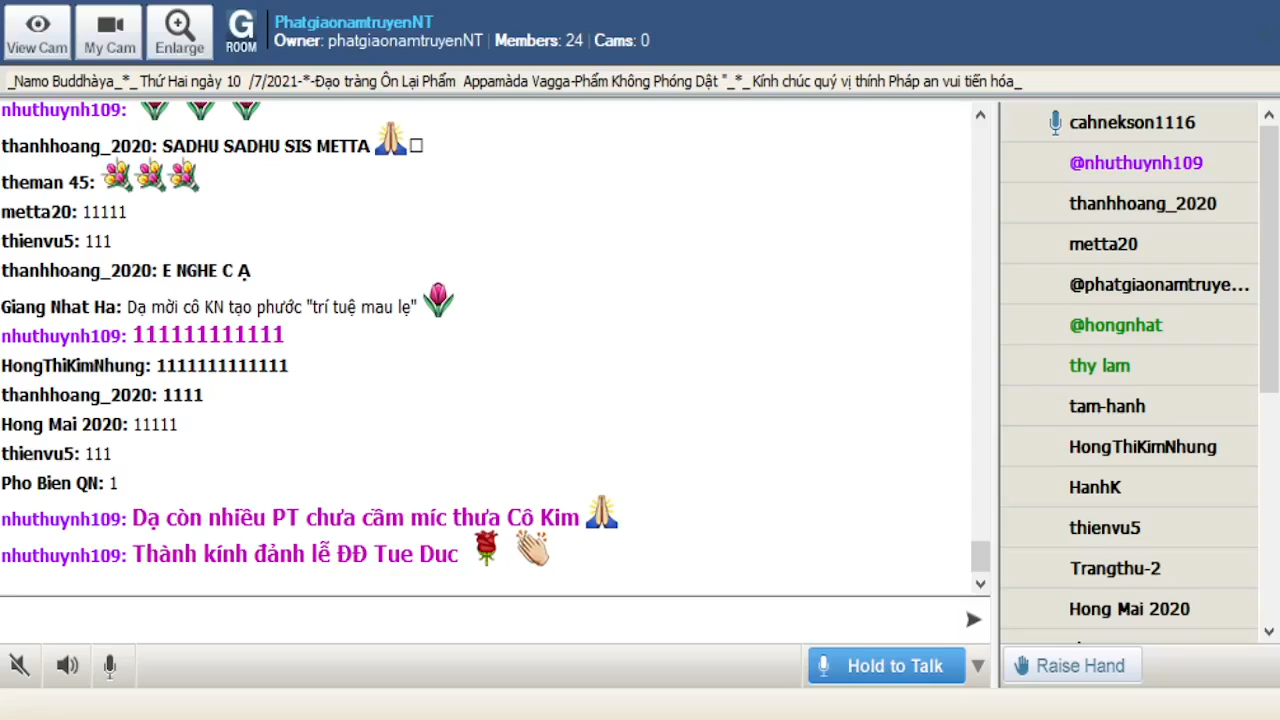 View Cam
My Cam
Enlarge
G
ROOM
PhatgiaonamtruyenNT
Owner: phatgiaonamtruyenNT | Members: 24 | Cams: 0
_Namo Buddhàya_*_Thứ Hai ngày 10 /7/2021-*-Đạo tràng Ôn Lại Phẩm Appamàda Vagga-Phẩm Không Phóng Dật "_*_Kính chúc quý vị thính Pháp an vui tiến hóa_
nhuthuynh109:
thanhhoang_2020: SADHU SADHU SIS METTA
theman 45:
metta20: 11111
thienvu5: 111
thanhhoang_2020: E NGHE C Ạ
Giang Nhat Ha: Dạ mời cô KN tạo phước "trí tuệ mau lẹ"
nhuthuynh109: 111111111111
HongThiKimNhung: 1111111111111
thanhhoang_2020: 1111
Hong Mai 2020: 11111
thienvu5: 111
Pho Bien QN: 1
nhuthuynh109: Dạ còn nhiều PT chưa cầm míc thưa Cô Kim
nhuthuynh109: Thành kính đảnh lễ ĐĐ Tue Duc
Hold to Talk
cahnekson1116
@nhuthuynh109
thanhhoang_2020
metta20
@phatgiaonamtruye...
@hongnhat
thy lam
tam-hanh
HongThiKimNhung
HanhK
thienvu5
Trangthu-2
Hong Mai 2020
Raise Hand